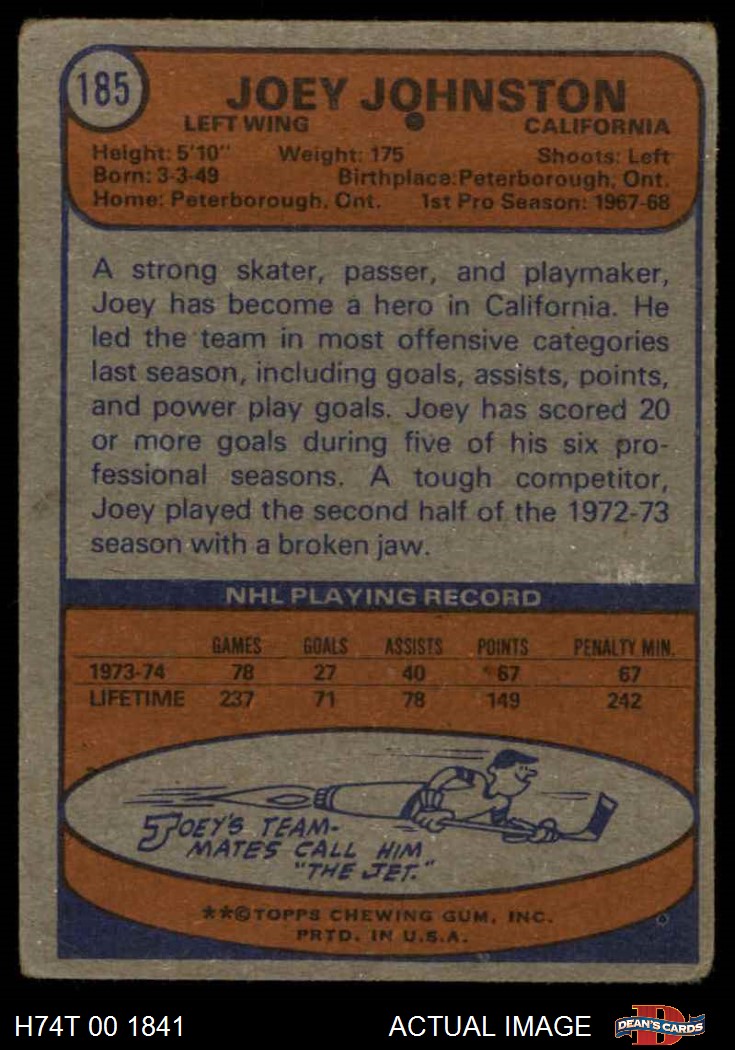 185
JOEY JOHNSTON
LEFT WING CALIFORNIA
Height: 5'10" Weight: 175 Shoots: Left
Born: 3-3-49 Birthplace: Peterborough, Ont.
Home: Peterborough, Ont. 1st Pro Season: 1967-68
A strong skater, passer, and playmaker,
Joey has become a hero in California. He
led the team in most offensive categories
last season, including goals, assists, points,
and power play goals. Joey has scored 20
or more goals during five of his six pro-
fessional seasons. A tough competitor,
Joey played the second half of the 1972-73
season with a broken jaw.
NHL PLAYING RECORD
GAMES GOALS ASSISTS POINTS PENALTY MIN.
1973-74 78 27 40 67 67
LIFETIME 237 71 78 149 242
JOEY'S TEAM-
MATES CALL HIM
"THE JET."
**©TOPPS CHEWING GUM, INC.
PRTD. IN U.S.A.
H74T 00 1841 ACTUAL IMAGE D DEAN'S CARDS